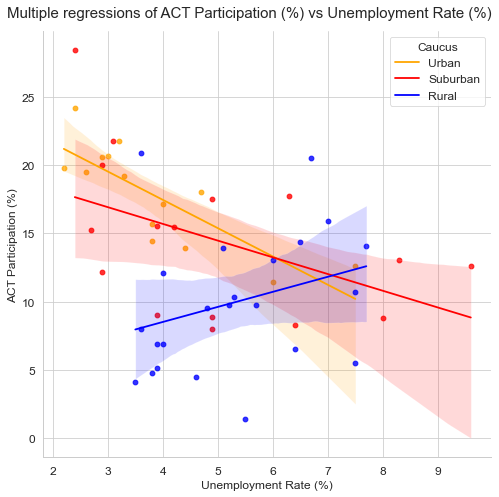 Multiple regressions of ACT Participation (%) vs Unemployment Rate (%)
Caucus
Urban
Suburban
Rural
ACT Participation (%)
25
20
15
10
5
0
2 3 4 5 6 7 8 9
Unemployment Rate (%)